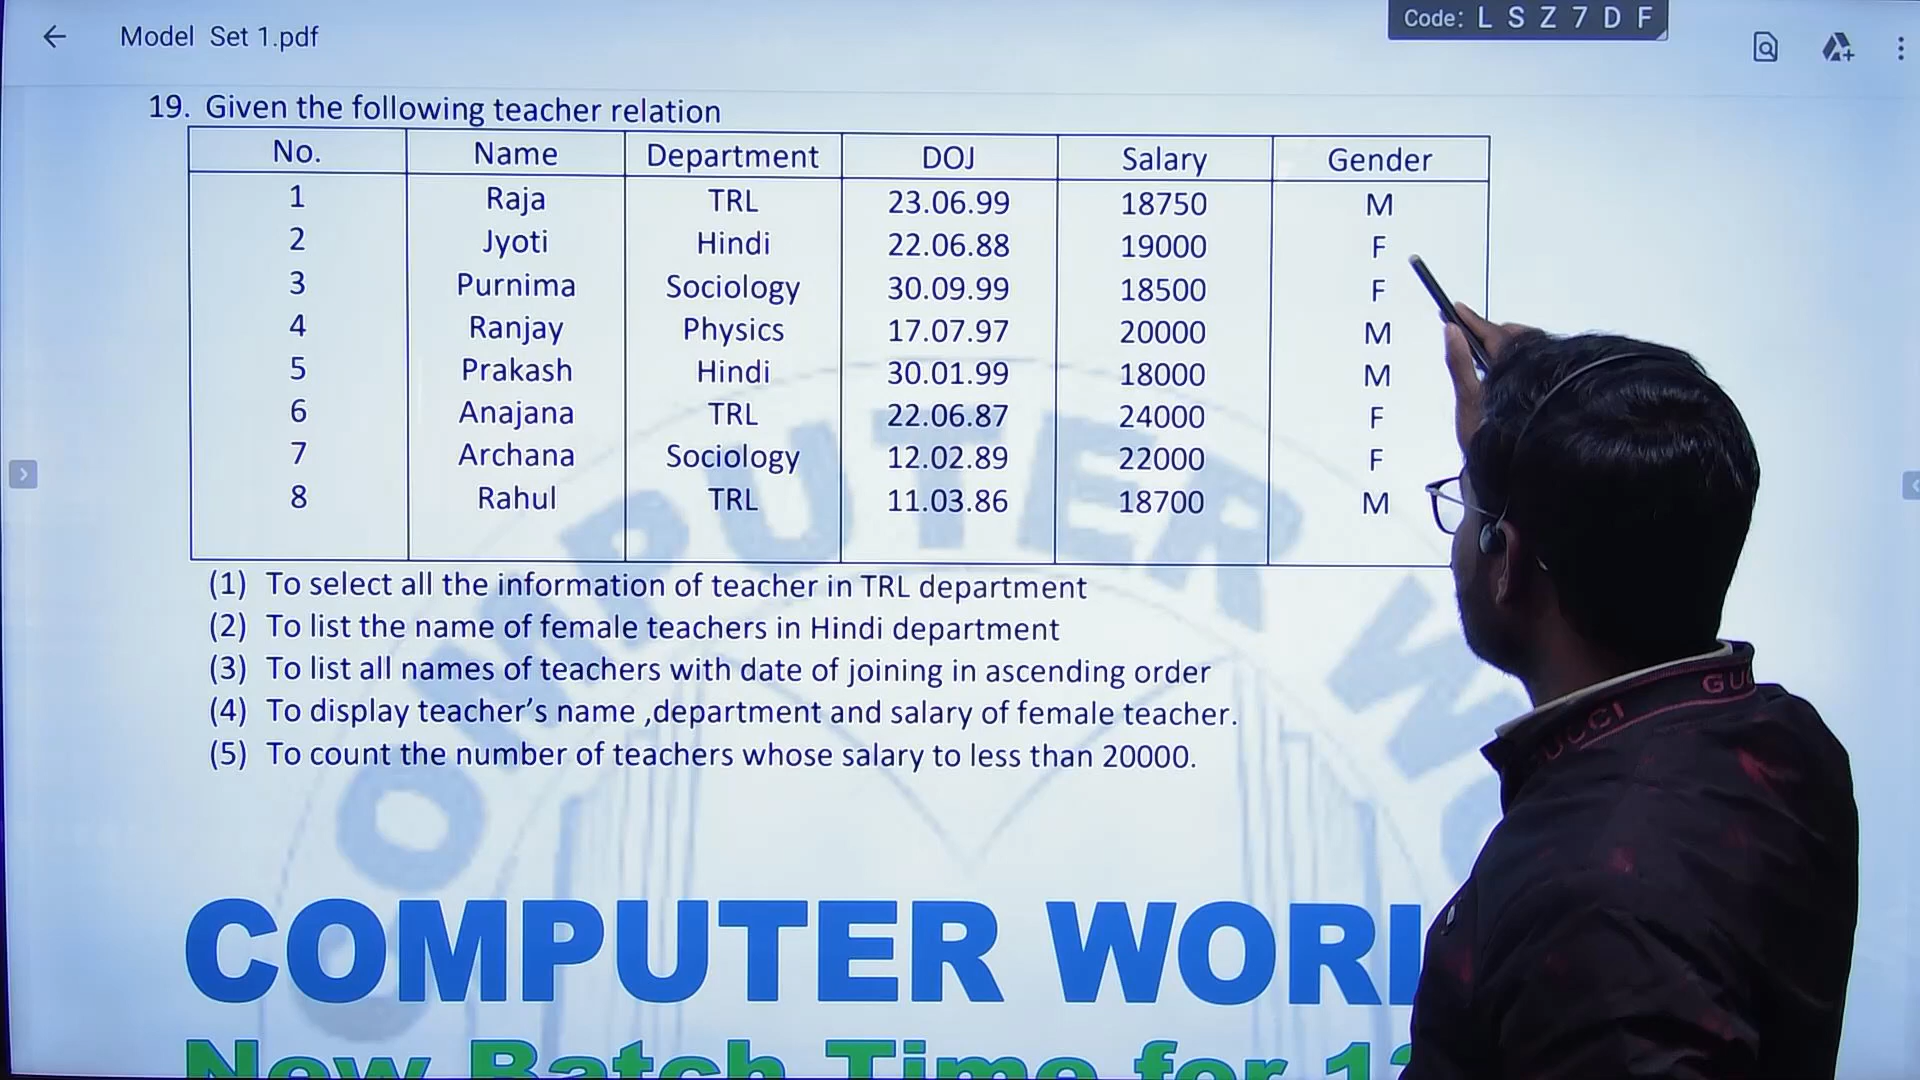 Model Set 1.pdf
Code: L S Z 7 D F
19. Given the following teacher relation
No. Name Department DOJ Salary Gender
1 Raja TRL 23.06.99 18750 M
2 Jyoti Hindi 22.06.88 19000 F
3 Purnima Sociology 30.09.99 18500 F
4 Ranjay Physics 17.07.97 20000 M
5 Prakash Hindi 30.01.99 18000 M
6 Anajana TRL 22.06.87 24000 F
7 Archana Sociology 12.02.89 22000 F
8 Rahul TRL 11.03.86 18700 M
(1) To select all the information of teacher in TRL department
(2) To list the name of female teachers in Hindi department
(3) To list all names of teachers with date of joining in ascending order
(4) To display teacher’s name ,department and salary of female teacher.
(5) To count the number of teachers whose salary to less than 20000.
COMPUTER
New Batch Time for